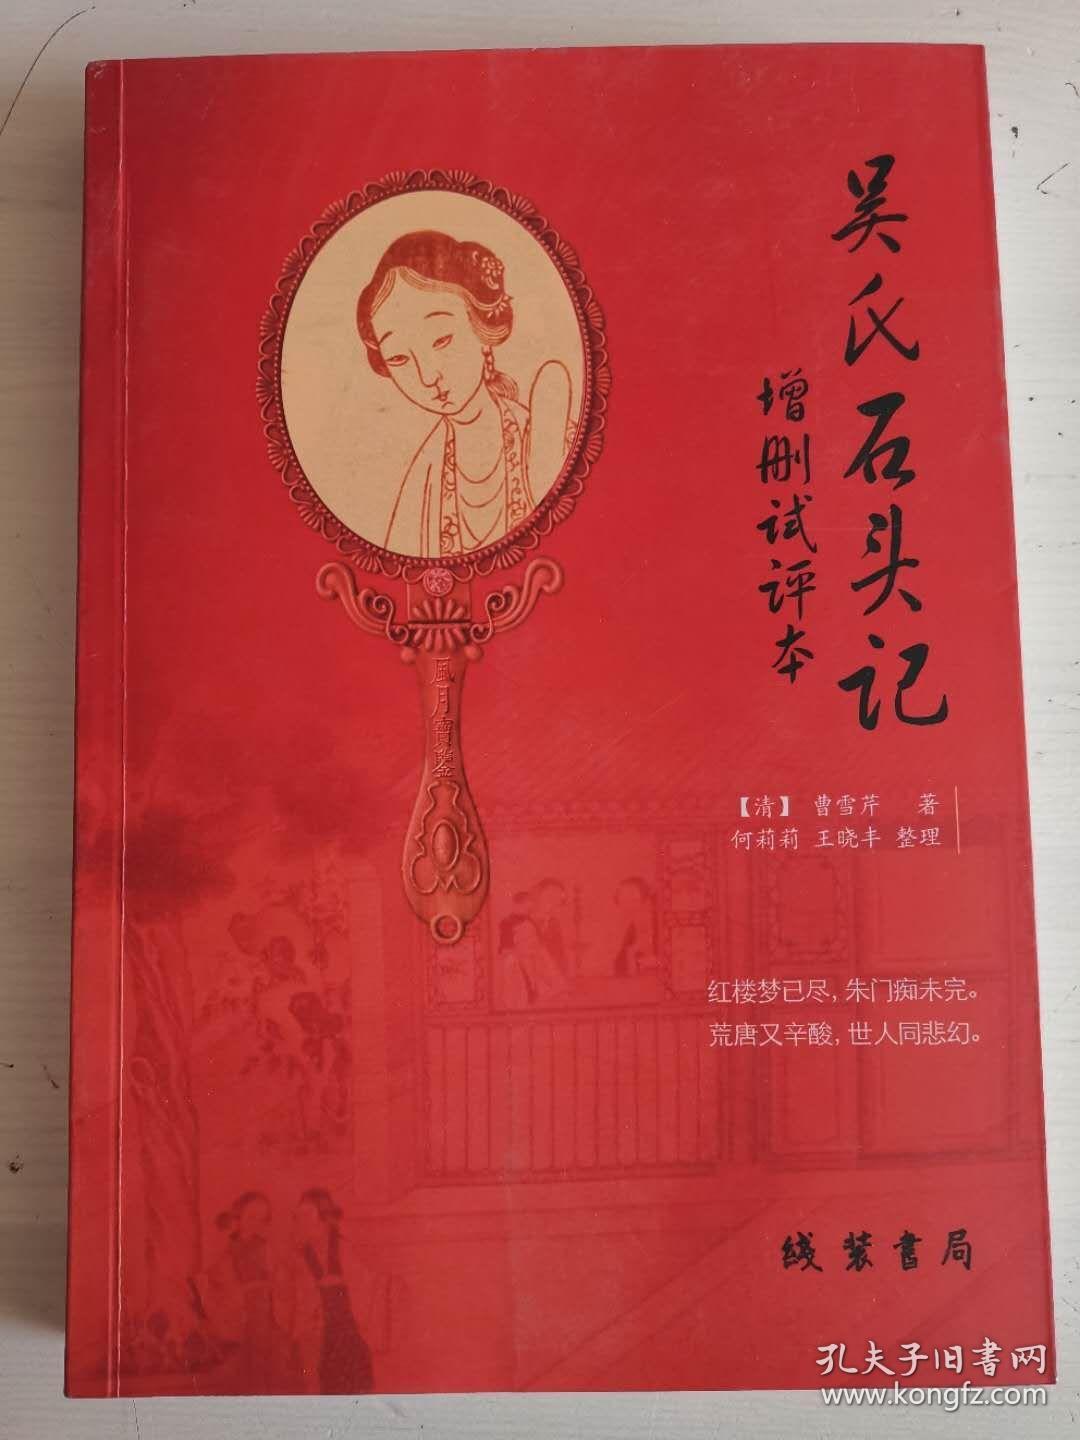 吴氏石头记
增删试评本
【清】 曹雪芹 著
何莉莉 王晓丰 整理
風月寶鑒
红楼梦已尽，朱门痴未完。
荒唐又辛酸，世人同悲幻。
线装书局
孔夫子旧書网
www.kongfz.com